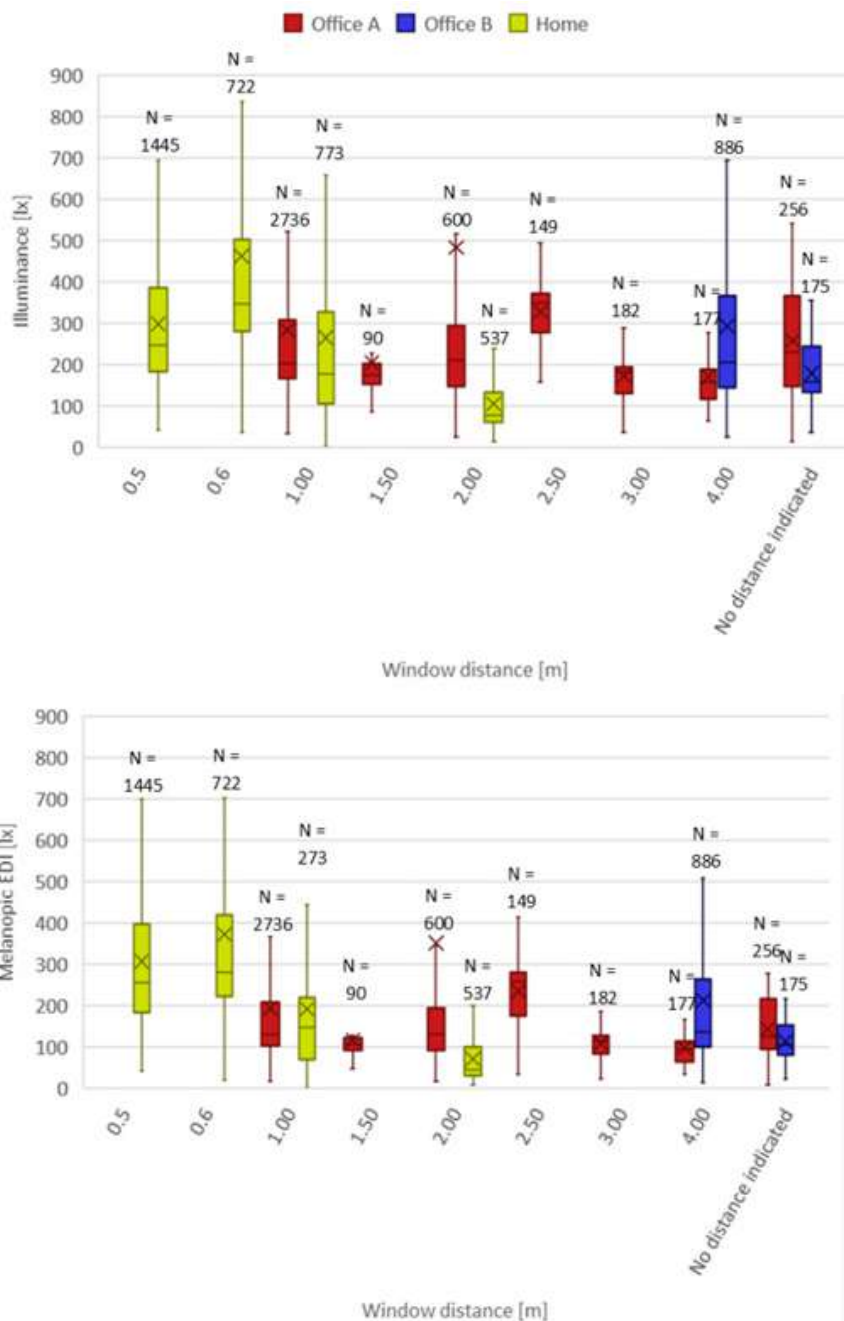 Office A Office B Home
Illuminance [lx]
900
800
700
600
500
400
300
200
100
0
N =
1445
N =
722
N =
2736
N =
773
N =
90
N =
600
N =
537
N =
149
N =
182
N =
177
N =
886
N =
256
N =
175
0.5
0.6
1.00
1.50
2.00
2.50
3.00
4.00
No distance indicated
Window distance [m]
Melanopic EDI [lx]
900
800
700
600
500
400
300
200
100
0
N =
1445
N =
722
N =
2736
N =
273
N =
90
N =
600
N =
537
N =
149
N =
182
N =
177
N =
886
N =
256
N =
175
0.5
0.6
1.00
1.50
2.00
2.50
3.00
4.00
No distance indicated
Window distance [m]